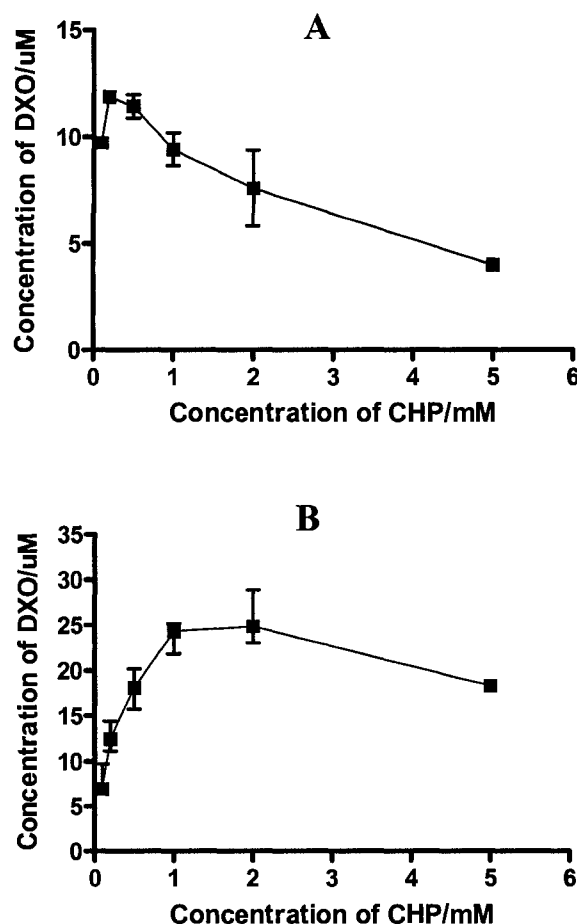 A
Concentration of DXO/uM
15
10
5
0
0 1 2 3 4 5 6
Concentration of CHP/mM
B
Concentration of DXO/uM
35
30
25
20
15
10
5
0
0 1 2 3 4 5 6
Concentration of CHP/mM